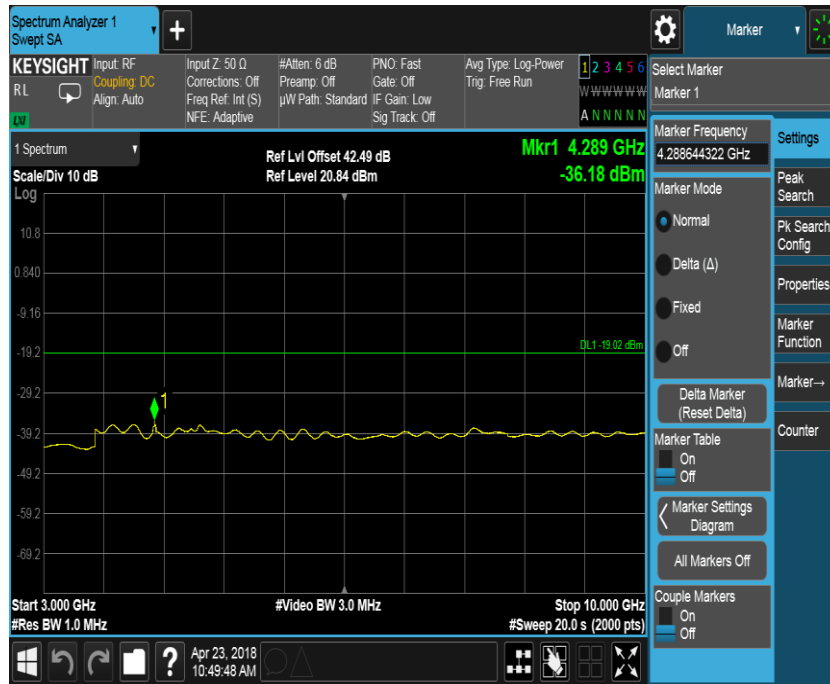 Spectrum Analyzer 1
Swept SA
Marker
KEYSIGHT
RL
LXI
Input: RF
Coupling: DC
Align: Auto
Input Z: 50 Ω
Corrections: Off
Freq Ref: Int (S)
NFE: Adaptive
#Atten: 6 dB
Preamp: Off
µW Path: Standard
PNO: Fast
Gate: Off
IF Gain: Low
Sig Track: Off
Avg Type: Log-Power
Trig: Free Run
1 2 3 4 5 6
W W W W W W
A N N N N N
Select Marker
Marker 1
1 Spectrum
Scale/Div 10 dB
Log
Ref Lvl Offset 42.49 dB
Ref Level 20.84 dBm
Mkr1 4.289 GHz
-36.18 dBm
10.8
0.840
-9.16
-19.2
-29.2
-39.2
-49.2
-59.2
-69.2
DL1 -19.02 dBm
1
Start 3.000 GHz
#Res BW 1.0 MHz
#Video BW 3.0 MHz
Stop 10.000 GHz
#Sweep 20.0 s (2000 pts)
Marker Frequency
4.288644322 GHz
Marker Mode
Normal
Delta (Δ)
Fixed
Off
Delta Marker
(Reset Delta)
Marker Table
On
Off
Marker Settings
Diagram
All Markers Off
Couple Markers
On
Off
Settings
Peak
Search
Pk Search
Config
Properties
Marker
Function
Marker→
Counter
?
Apr 23, 2018
10:49:48 AM